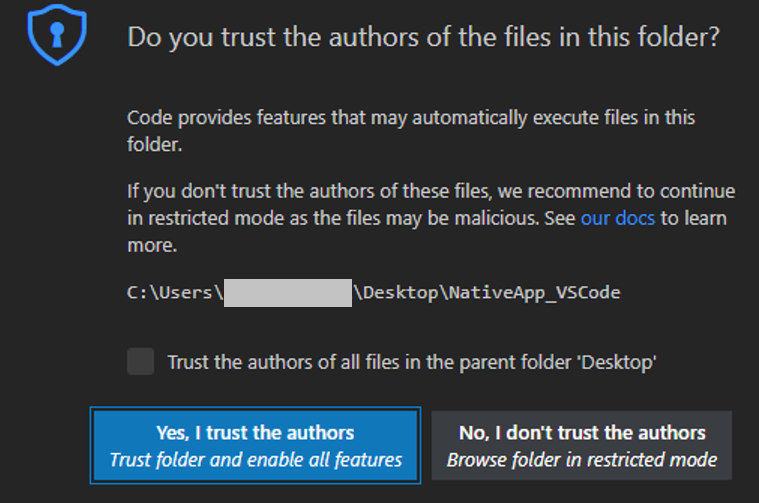 Do you trust the authors of the files in this folder?
Code provides features that may automatically execute files in this
folder.
If you don't trust the authors of these files, we recommend to continue
in restricted mode as the files may be malicious. See our docs to learn
more.
C:\Users\ \Desktop\NativeApp_VSCode
Trust the authors of all files in the parent folder 'Desktop'
Yes, I trust the authors
Trust folder and enable all features
No, I don't trust the authors
Browse folder in restricted mode